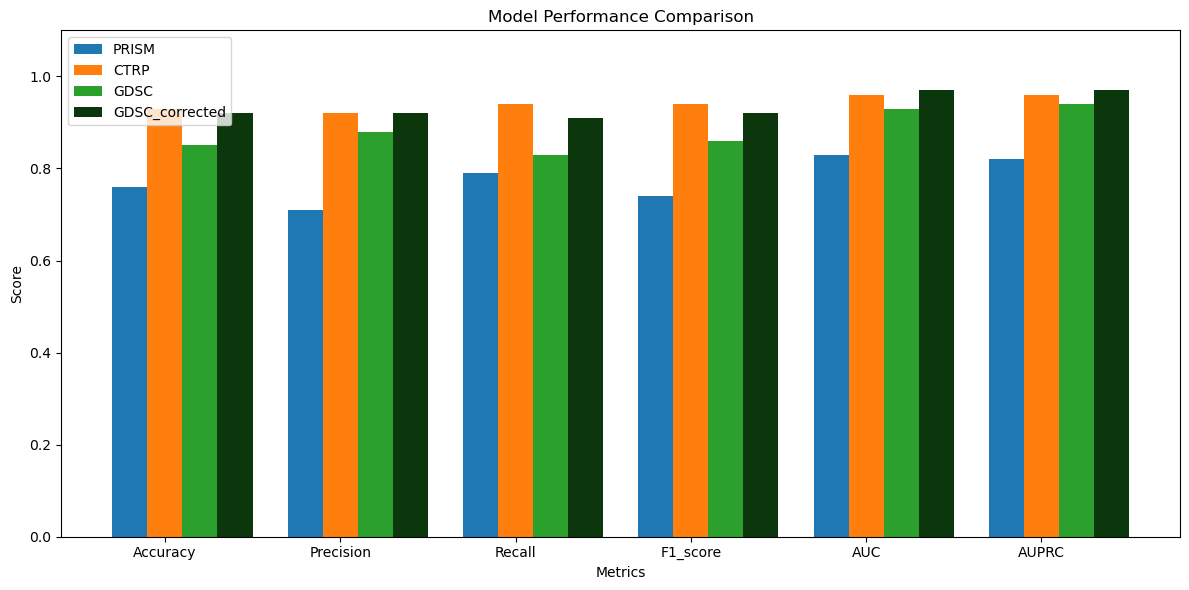 Model Performance Comparison
PRISM
CTRP
GDSC
GDSC_corrected
1.0
0.8
0.6
0.4
0.2
0.0
Score
Accuracy Precision Recall F1_score AUC AUPRC
Metrics